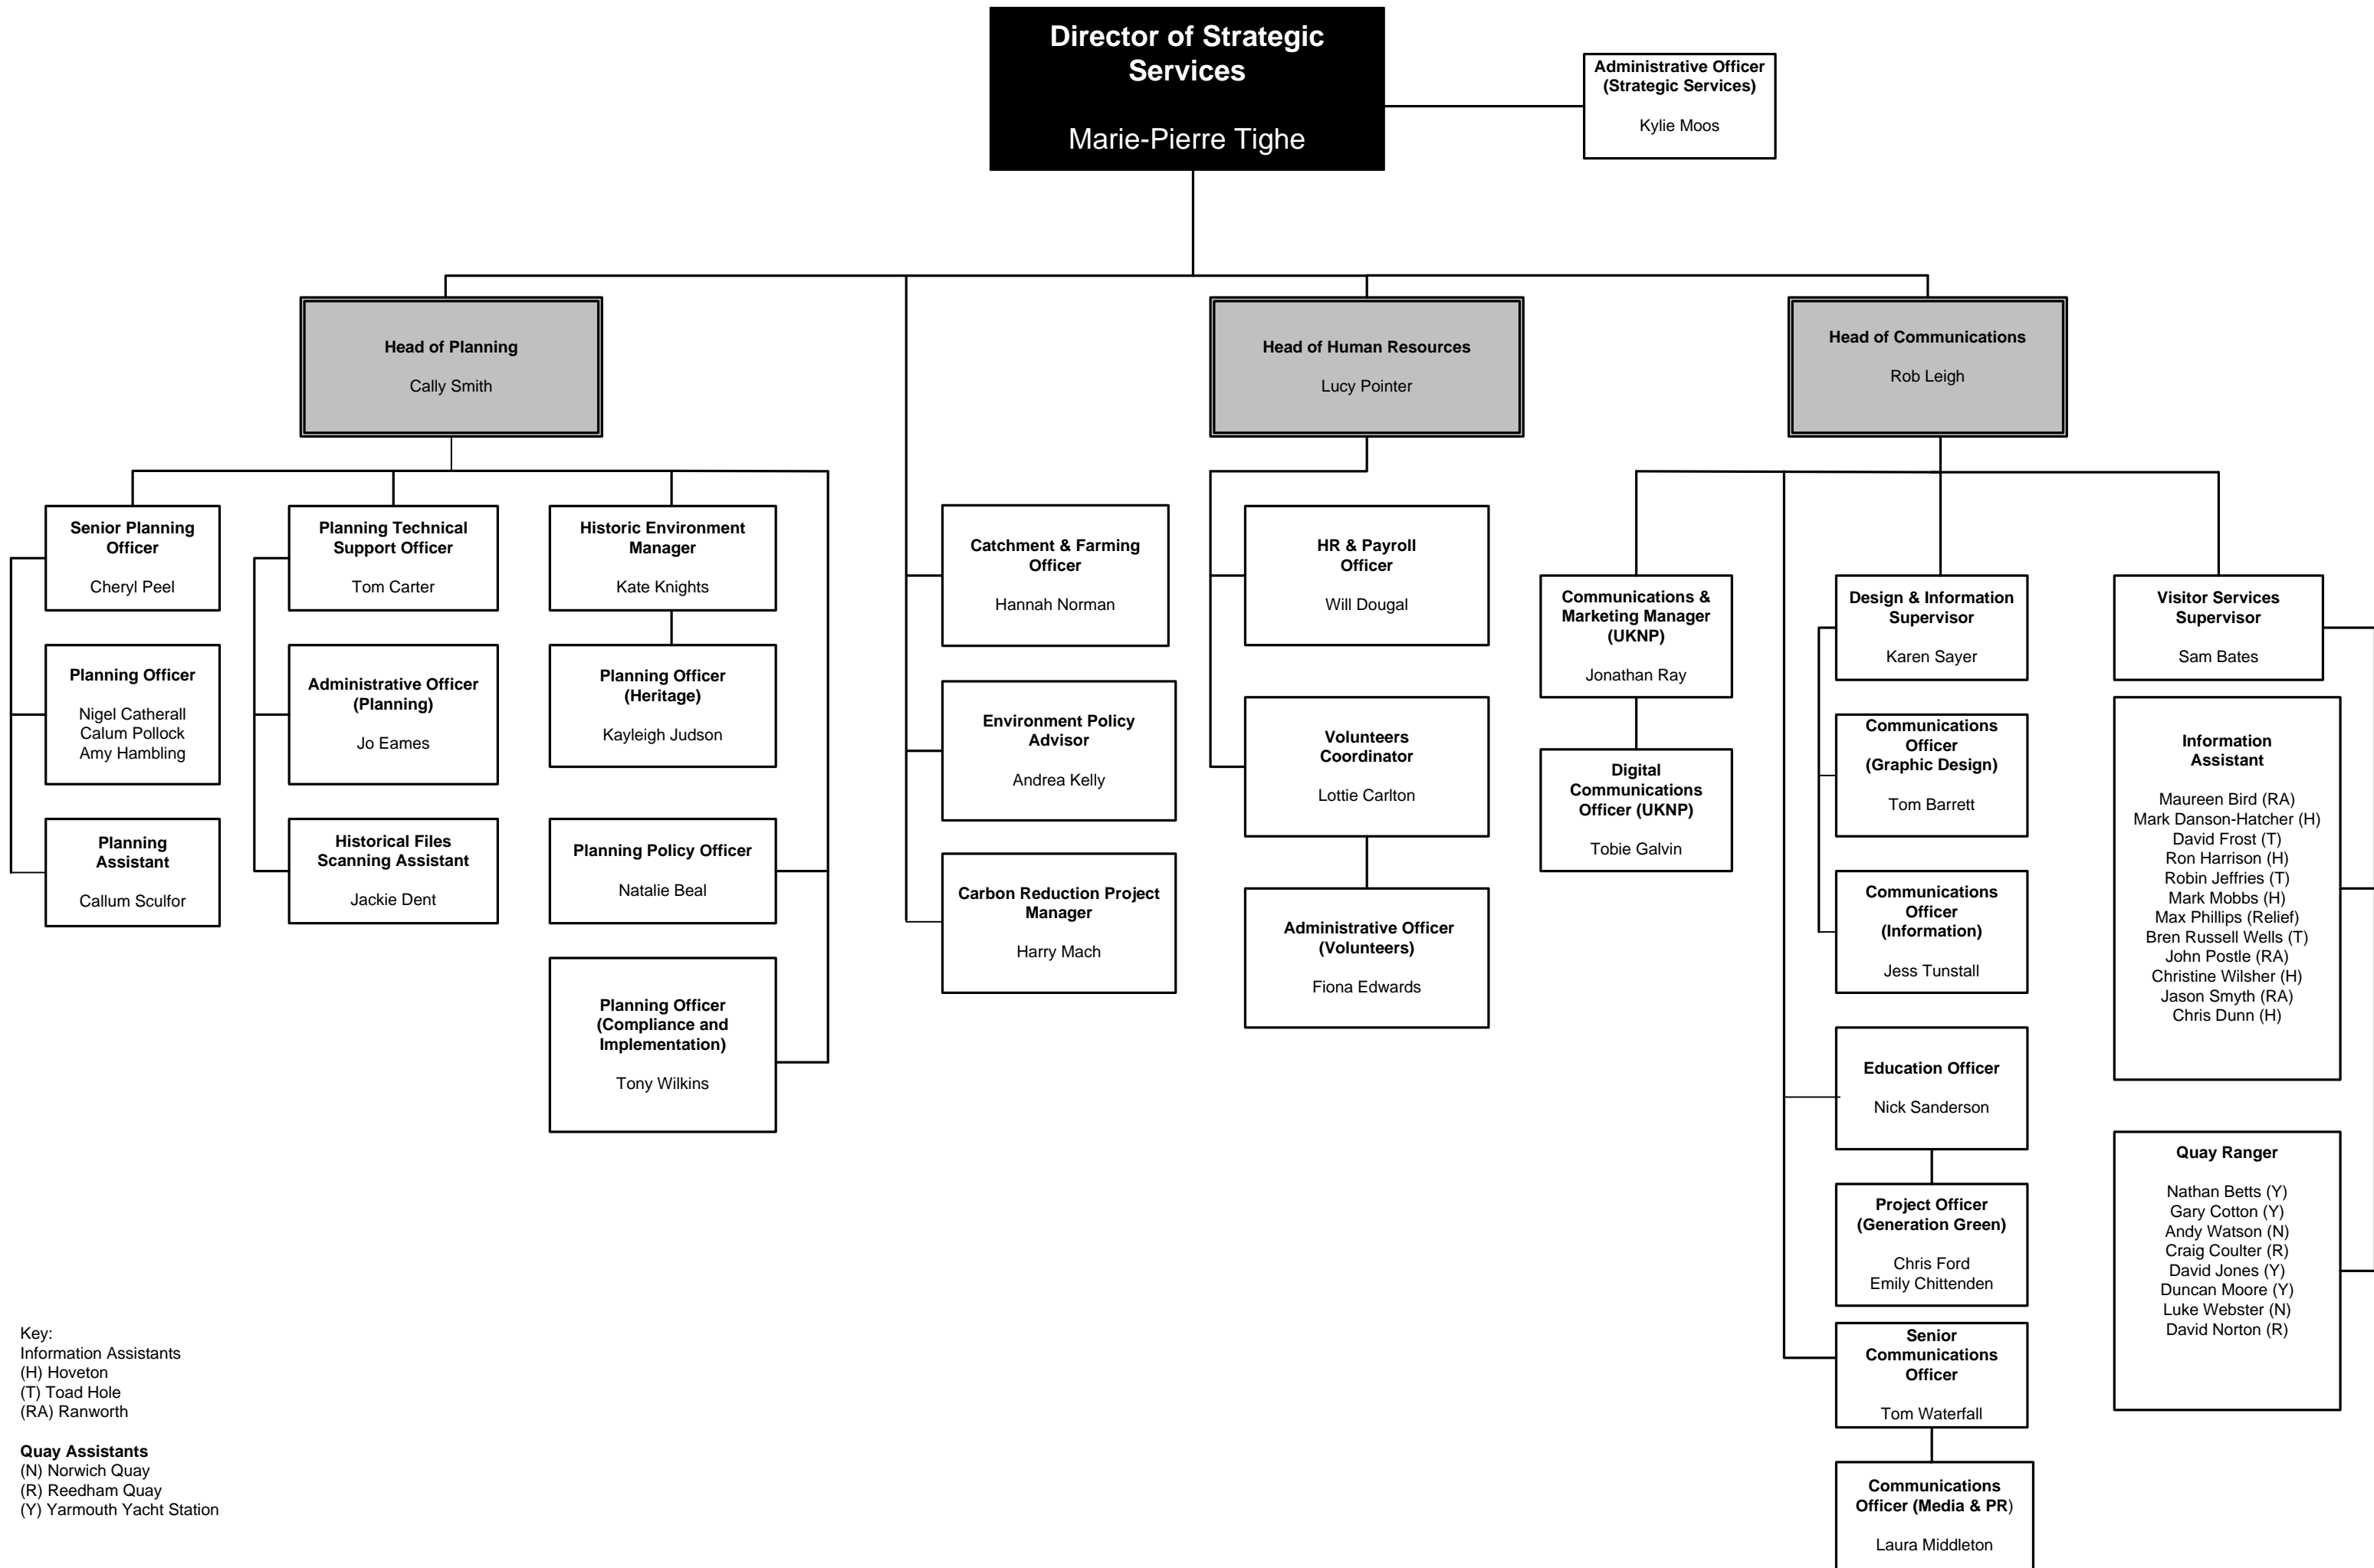 Director of Strategic
Services
Marie-Pierre Tighe
Administrative Officer
(Strategic Services)
Kylie Moos
Head of Planning
Cally Smith
Head of Human Resources
Lucy Pointer
Head of Communications
Rob Leigh
Senior Planning
Officer
Cheryl Peel
Planning Officer
Nigel Catherall
Calum Pollock
Amy Hambling
Planning
Assistant
Callum Sculfor
Planning Technical
Support Officer
Tom Carter
Administrative Officer
(Planning)
Jo Eames
Historical Files
Scanning Assistant
Jackie Dent
Historic Environment
Manager
Kate Knights
Planning Officer
(Heritage)
Kayleigh Judson
Planning Policy Officer
Natalie Beal
Planning Officer
(Compliance and
Implementation)
Tony Wilkins
Catchment & Farming
Officer
Hannah Norman
Environment Policy
Advisor
Andrea Kelly
Carbon Reduction Project
Manager
Harry Mach
HR & Payroll
Officer
Will Dougal
Volunteers
Coordinator
Lottie Carlton
Administrative Officer
(Volunteers)
Fiona Edwards
Communications &
Marketing Manager
(UKNP)
Jonathan Ray
Digital
Communications
Officer (UKNP)
Tobie Galvin
Design & Information
Supervisor
Karen Sayer
Communications
Officer
(Graphic Design)
Tom Barrett
Communications
Officer
(Information)
Jess Tunstall
Education Officer
Nick Sanderson
Project Officer
(Generation Green)
Chris Ford
Emily Chittenden
Senior
Communications
Officer
Tom Waterfall
Communications
Officer (Media & PR)
Laura Middleton
Visitor Services
Supervisor
Sam Bates
Information
Assistant
Maureen Bird (RA)
Mark Danson-Hatcher (H)
David Frost (T)
Ron Harrison (H)
Robin Jeffries (T)
Mark Mobbs (H)
Max Phillips (Relief)
Bren Russell Wells (T)
John Postle (RA)
Christine Wilsher (H)
Jason Smyth (RA)
Chris Dunn (H)
Quay Ranger
Nathan Betts (Y)
Gary Cotton (Y)
Andy Watson (N)
Craig Coulter (R)
David Jones (Y)
Duncan Moore (Y)
Luke Webster (N)
David Norton (R)
Key:
Information Assistants
(H) Hoveton
(T) Toad Hole
(RA) Ranworth
Quay Assistants
(N) Norwich Quay
(R) Reedham Quay
(Y) Yarmouth Yacht Station